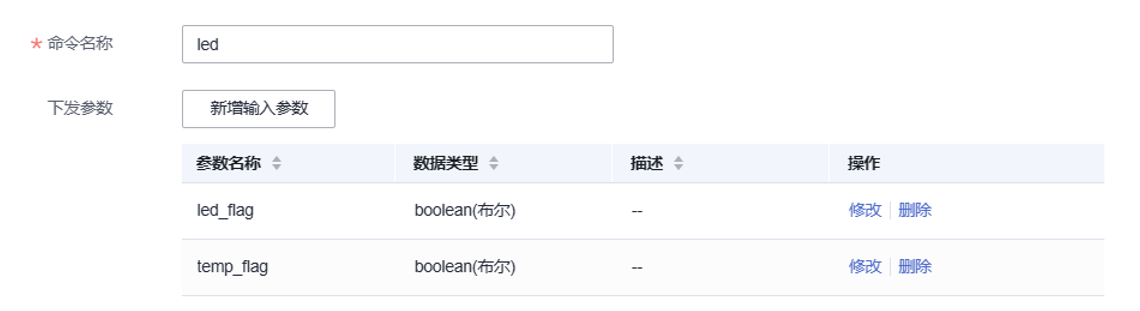 * 命令名称 led
下发参数 新增输入参数
参数名称 数据类型 描述 操作
led_flag boolean(布尔) -- 修改 删除
temp_flag boolean(布尔) -- 修改 删除